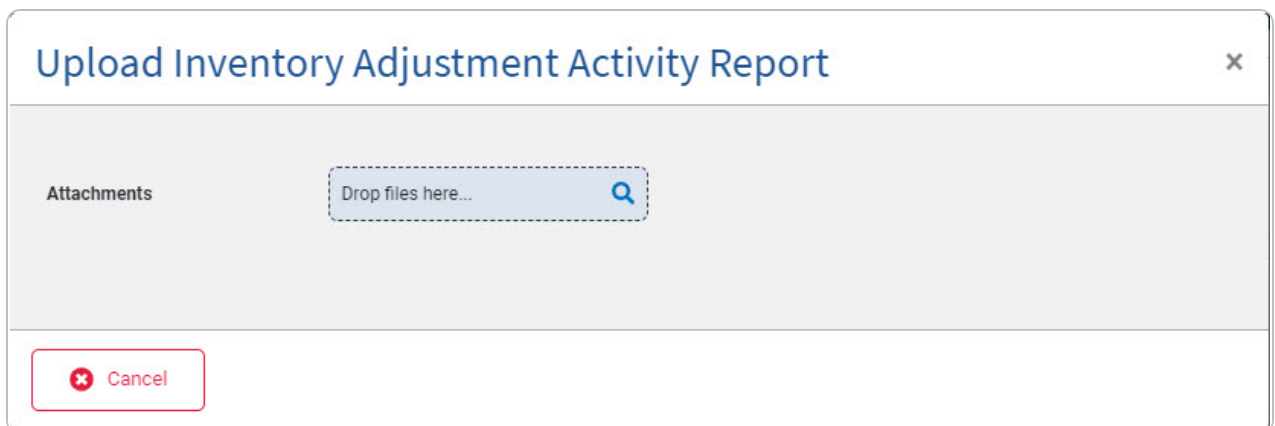 Upload Inventory Adjustment Activity Report
Attachments
Drop files here...
Cancel